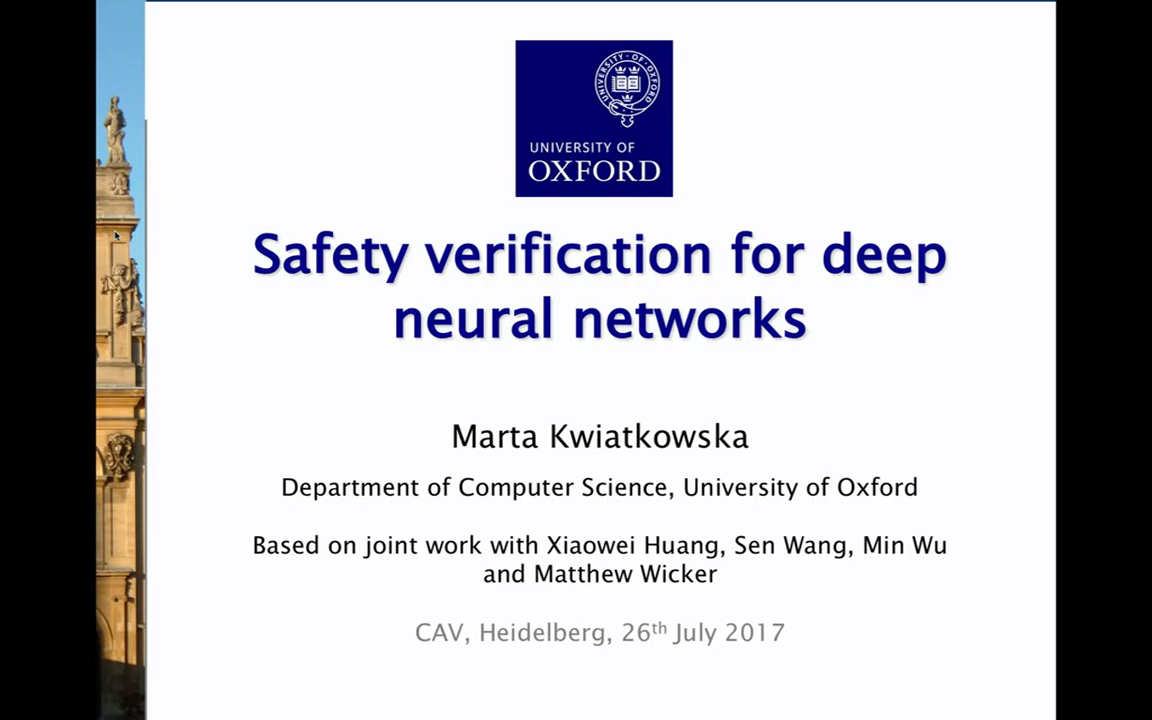 UNIVERSITY OF
OXFORD
Safety verification for deep
neural networks
Marta Kwiatkowska
Department of Computer Science, University of Oxford
Based on joint work with Xiaowei Huang, Sen Wang, Min Wu
and Matthew Wicker
CAV, Heidelberg, 26th July 2017